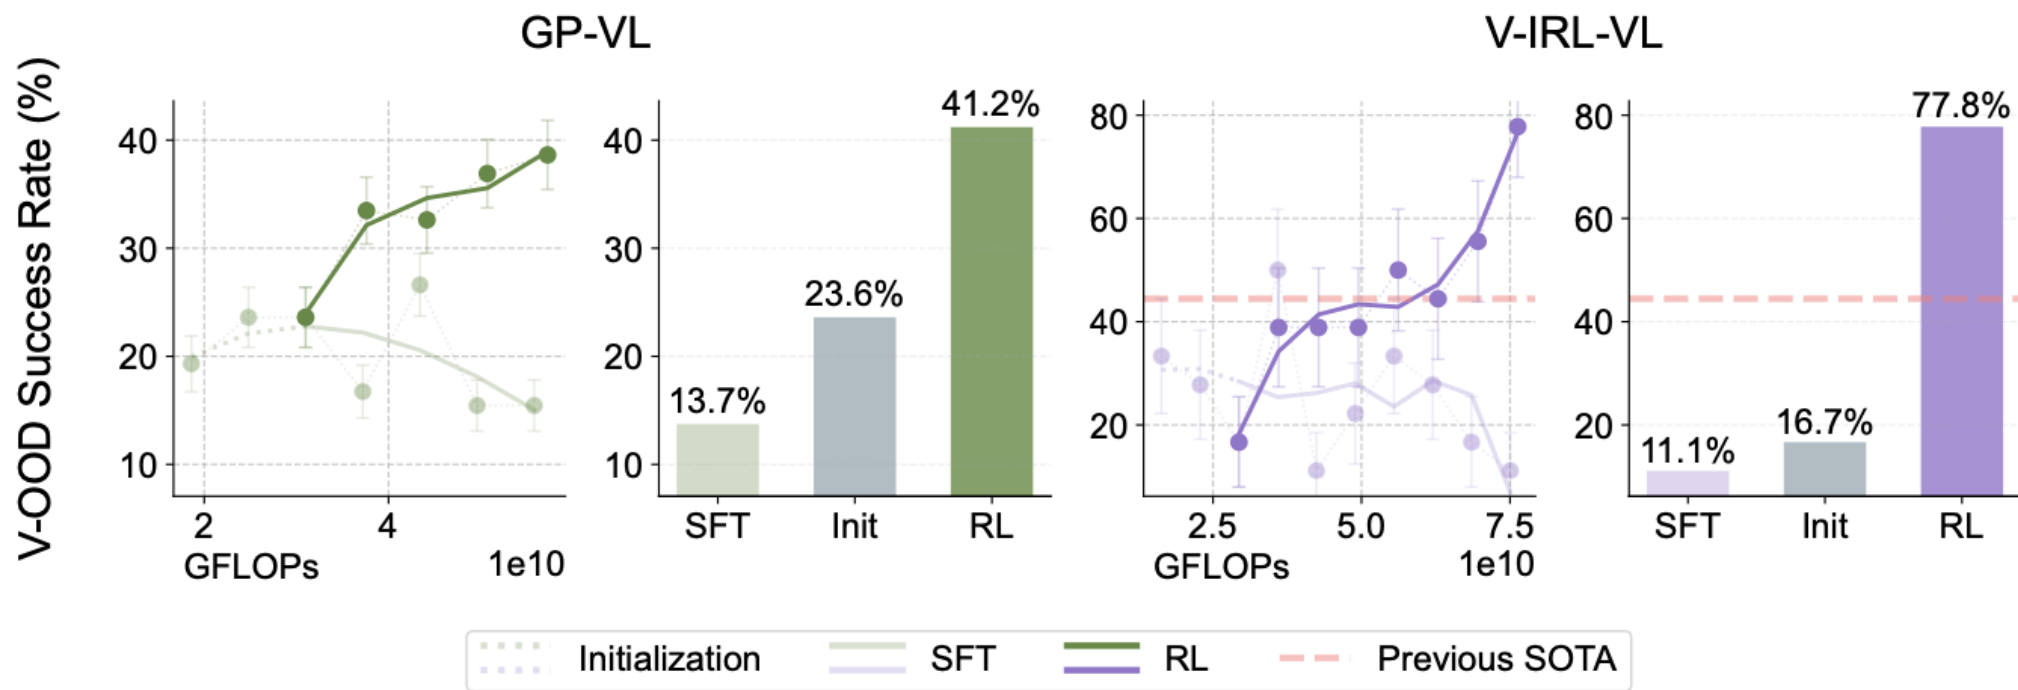 GP-VL
V-IRL-VL
V-OOD Success Rate (%)
40
30
20
10
2
4
GFLOPs
1e10
40
30
20
10
13.7%
23.6%
41.2%
SFT
Init
RL
80
60
40
20
2.5
5.0
7.5
GFLOPs
1e10
80
60
40
20
11.1%
16.7%
77.8%
SFT
Init
RL
Initialization
SFT
RL
Previous SOTA